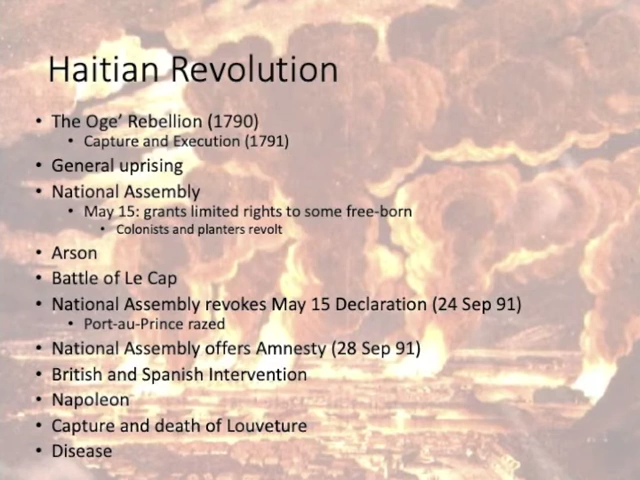 Haitian Revolution
• The Oge’ Rebellion (1790)
• Capture and Execution (1791)
• General uprising
• National Assembly
• May 15: grants limited rights to some free-born
• Colonists and planters revolt
• Arson
• Battle of Le Cap
• National Assembly revokes May 15 Declaration (24 Sep 91)
• Port-au-Prince razed
• National Assembly offers Amnesty (28 Sep 91)
• British and Spanish Intervention
• Napoleon
• Capture and death of Louveture
• Disease